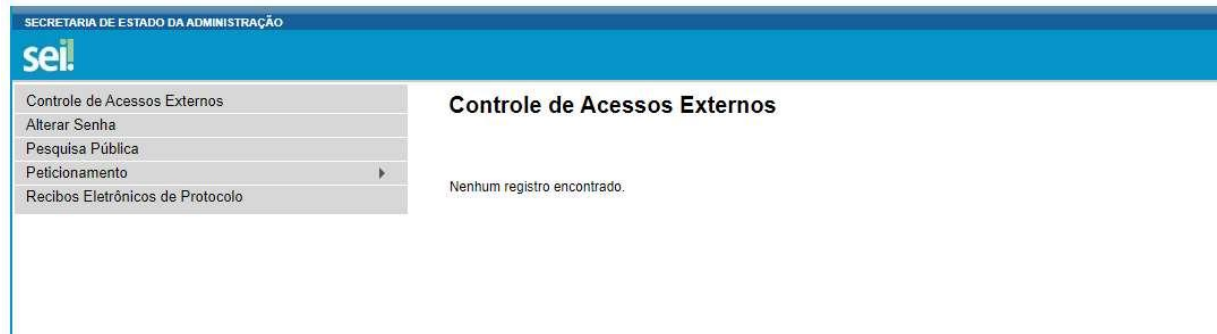 SECRETARIA DE ESTADO DA ADMINISTRAÇÃO
sei!
Controle de Acessos Externos
Alterar Senha
Pesquisa Pública
Peticionamento
Recibos Eletrônicos de Protocolo
Controle de Acessos Externos
Nenhum registro encontrado.